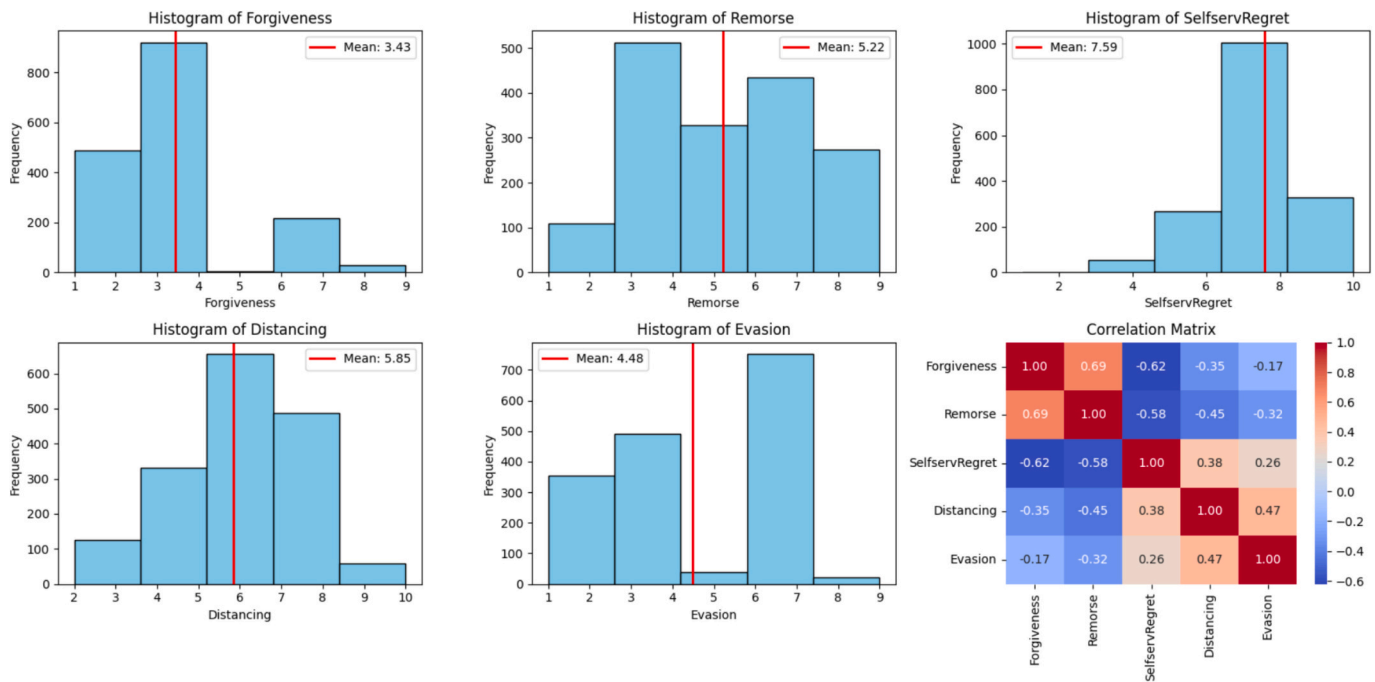 Histogram of Forgiveness
Mean: 3.43
Frequency
800
600
400
200
0
1 2 3 4 5 6 7 8 9
Forgiveness
Histogram of Remorse
Mean: 5.22
Frequency
500
400
300
200
100
0
1 2 3 4 5 6 7 8 9
Remorse
Histogram of SelfservRegret
Mean: 7.59
Frequency
1000
800
600
400
200
0
2 4 6 8 10
SelfservRegret
Histogram of Distancing
Mean: 5.85
Frequency
600
500
400
300
200
100
0
2 3 4 5 6 7 8 9 10
Distancing
Histogram of Evasion
Mean: 4.48
Frequency
700
600
500
400
300
200
100
0
1 2 3 4 5 6 7 8 9
Evasion
Correlation Matrix
Forgiveness 1.00 0.69 -0.62 -0.35 -0.17
Remorse 0.69 1.00 -0.58 -0.45 -0.32
SelfservRegret -0.62 -0.58 1.00 0.38 0.26
Distancing -0.35 -0.45 0.38 1.00 0.47
Evasion -0.17 -0.32 0.26 0.47 1.00
Forgiveness
Remorse
SelfservRegret
Distancing
Evasion
1.0
0.8
0.6
0.4
0.2
0.0
−0.2
−0.4
−0.6